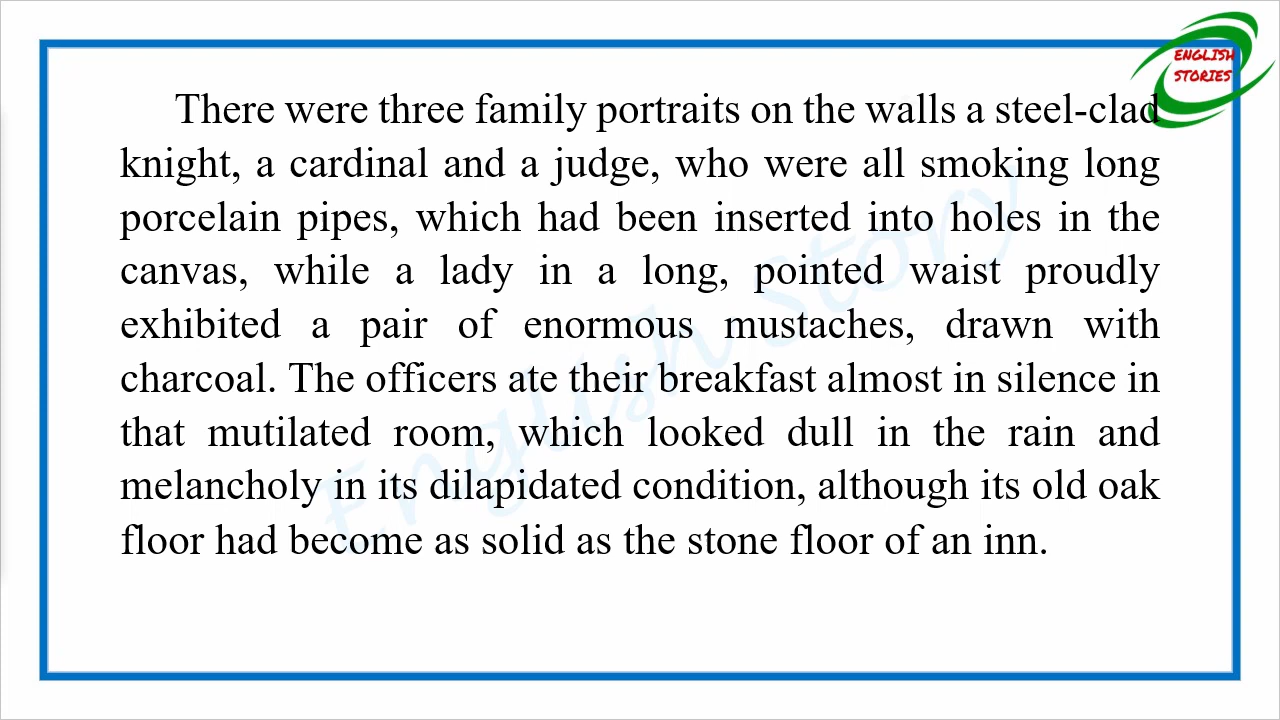 ENGLISH
STORIES
There were three family portraits on the walls a steel-clad
knight, a cardinal and a judge, who were all smoking long
porcelain pipes, which had been inserted into holes in the
canvas, while a lady in a long, pointed waist proudly
exhibited a pair of enormous mustaches, drawn with
charcoal. The officers ate their breakfast almost in silence in
that mutilated room, which looked dull in the rain and
melancholy in its dilapidated condition, although its old oak
floor had become as solid as the stone floor of an inn.
English Story